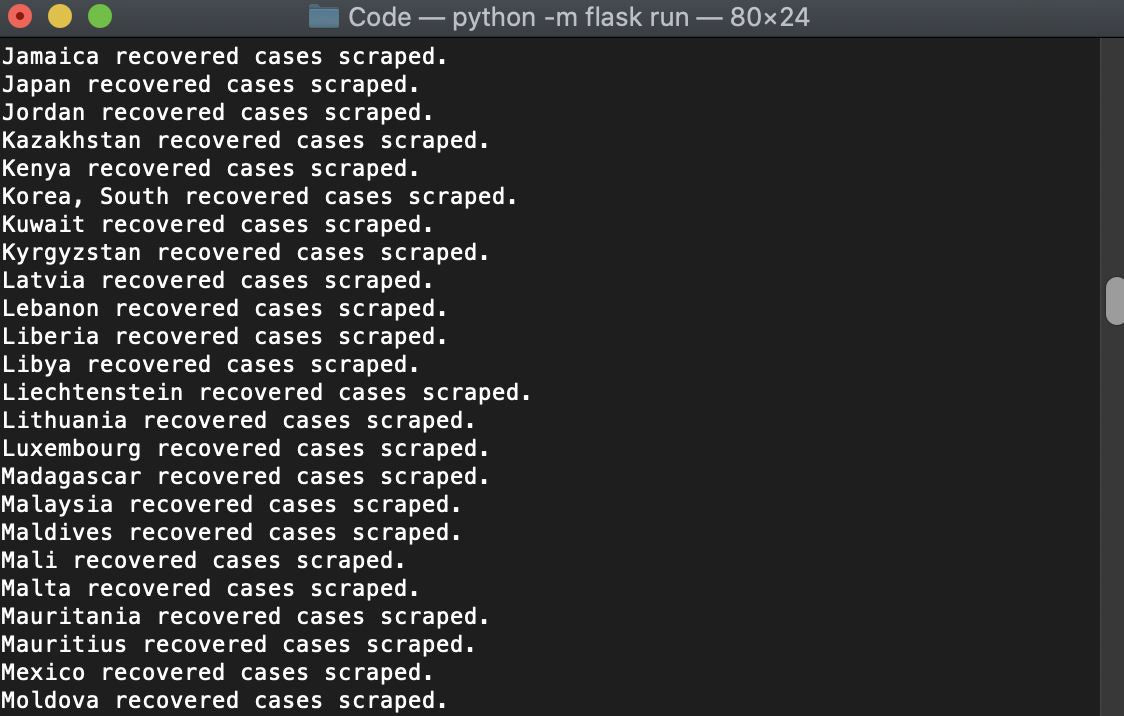 Code — python -m flask run — 80×24
Jamaica recovered cases scraped.
Japan recovered cases scraped.
Jordan recovered cases scraped.
Kazakhstan recovered cases scraped.
Kenya recovered cases scraped.
Korea, South recovered cases scraped.
Kuwait recovered cases scraped.
Kyrgyzstan recovered cases scraped.
Latvia recovered cases scraped.
Lebanon recovered cases scraped.
Liberia recovered cases scraped.
Libya recovered cases scraped.
Liechtenstein recovered cases scraped.
Lithuania recovered cases scraped.
Luxembourg recovered cases scraped.
Madagascar recovered cases scraped.
Malaysia recovered cases scraped.
Maldives recovered cases scraped.
Mali recovered cases scraped.
Malta recovered cases scraped.
Mauritania recovered cases scraped.
Mauritius recovered cases scraped.
Mexico recovered cases scraped.
Moldova recovered cases scraped.